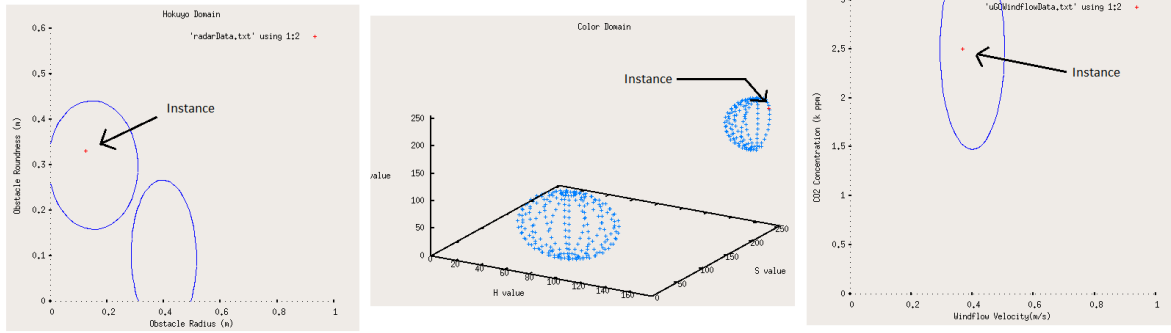 Hokuyo Domain
'radarData.txt' using 1:2
Instance
0.6
0.5
0.4
0.3
0.2
0.1
0
Obstacle Roundness (m)
0 0.2 0.4 0.6 0.8 1
Obstacle Radius (m)
Color Domain
Instance
250
200
150
100
50
0
value
0 20 40 60 80 100 120 140 160
H value
0 50 100 150 200 250
S value
'uGCWindflowData.txt' using 1:2
Instance
3
2.5
2
1.5
1
0.5
0
CO2 Concentration (k ppm)
0 0.2 0.4 0.6 0.8 1
Windflow Velocity(m/s)